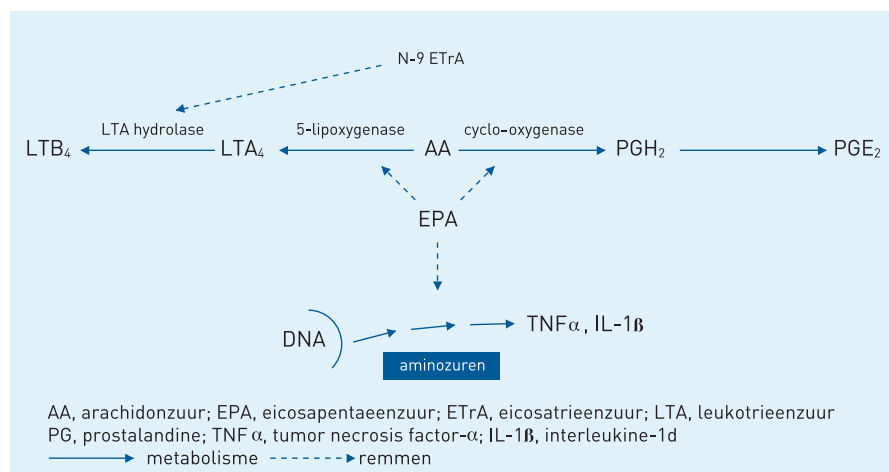 N-9 ETrA
LTA hydrolase 5-lipoxygenase cyclo-oxygenase
LTB₄ LTA₄ AA PGH₂ PGE₂
EPA
DNA TNFα, IL-1ß
aminozuren
AA, arachidonzuur; EPA, eicosapentaeenzuur; ETrA, eicosatrieenzuur; LTA, leukotrieenzuur
PG, prostalandine; TNFα, tumor necrosis factor-α; IL-1ß, interleukine-1d
metabolisme remmen